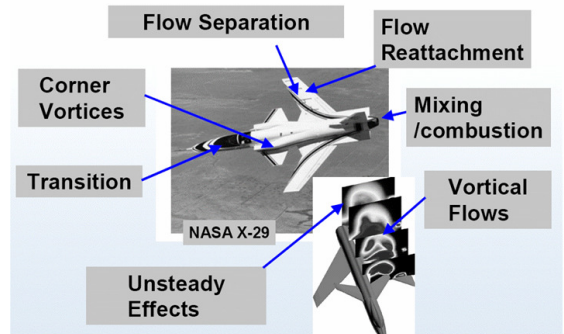 Flow Separation
Flow
Reattachment
Corner
Vortices
Mixing
/combustion
Transition
Vortical
Flows
NASA X-29
Unsteady
Effects